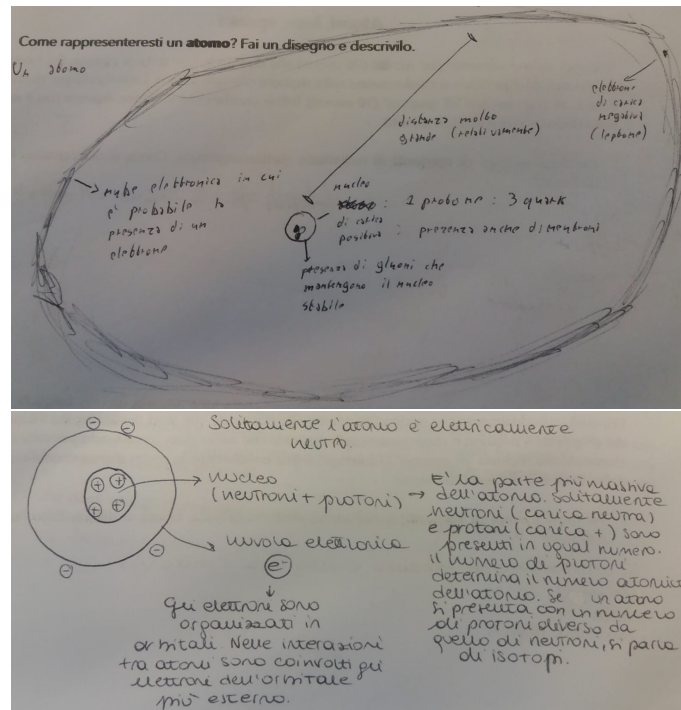 Come rappresenteresti un atomo? Fai un disegno e descrivilo.
Un atomo
elettrone
di carica
negativa
(leptone)
distanza molto
grande (relativamente)
nube elettronica in cui
è probabile la
presenza di un
elettrone
nucleo
di carica
positiva
: 1 protone : 3 quark
: presenza anche di neutroni
presenza di gluoni che
mantengono il nucleo
stabile
Solitamente l'atomo è elettricamente
neutro.
nucleo
(neutroni + protoni)
nuvola elettronica
e-
Gli elettroni sono
organizzati in
orbitali. Nelle interazioni
tra atomi sono coinvolti gli
elettroni dell'orbitale
più esterno.
E' la parte più massiva
dell'atomo. Solitamente
neutroni (carica neutra)
e protoni (carica +) sono
presenti in ugual numero.
Il numero di protoni
determina il numero atomico
dell'atomo. Se un atomo
si presenta con un numero
di protoni diverso da
quello di neutroni, si parla
di isotopi.